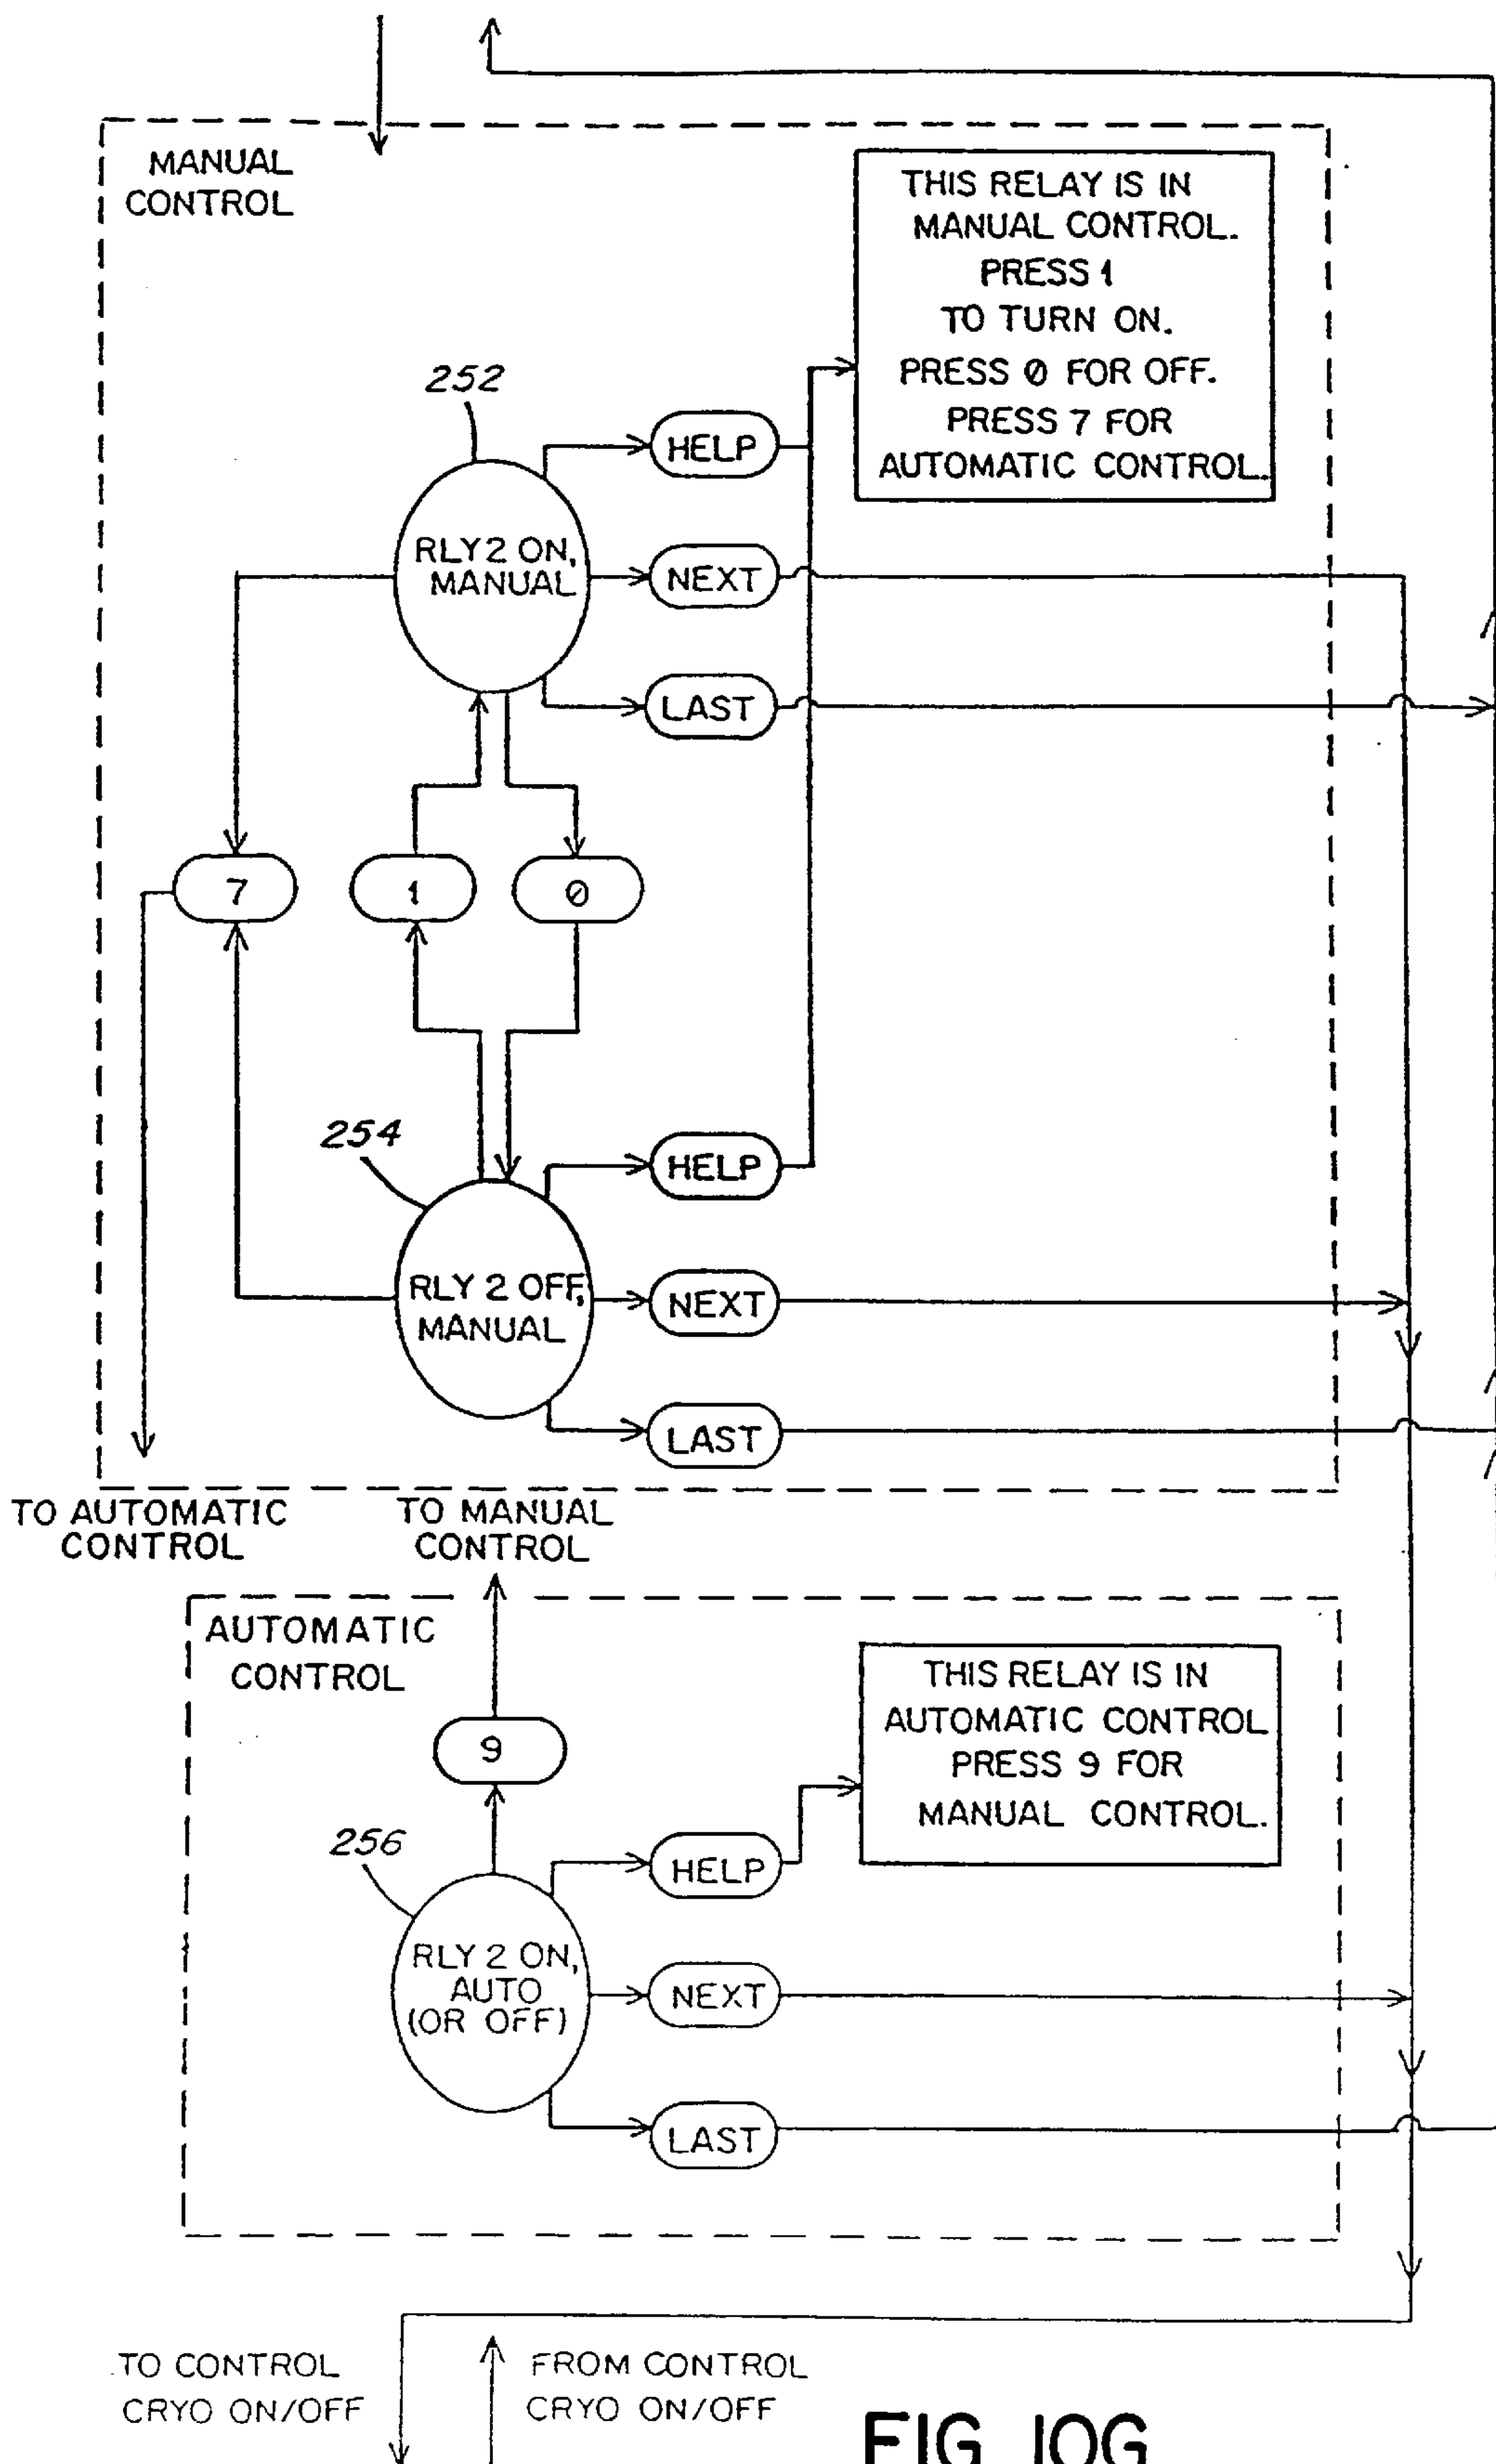 MANUAL
CONTROL
THIS RELAY IS IN
MANUAL CONTROL.
PRESS 1
TO TURN ON.
PRESS 0 FOR OFF.
PRESS 7 FOR
AUTOMATIC CONTROL.
252
HELP
RLY 2 ON,
MANUAL
NEXT
LAST
7
1
0
254
HELP
RLY 2 OFF,
MANUAL
NEXT
LAST
TO AUTOMATIC
CONTROL
TO MANUAL
CONTROL
AUTOMATIC
CONTROL
THIS RELAY IS IN
AUTOMATIC CONTROL
PRESS 9 FOR
MANUAL CONTROL.
9
256
HELP
RLY 2 ON,
AUTO
(OR OFF)
NEXT
LAST
TO CONTROL
CRYO ON/OFF
FROM CONTROL
CRYO ON/OFF
FIG. 10G